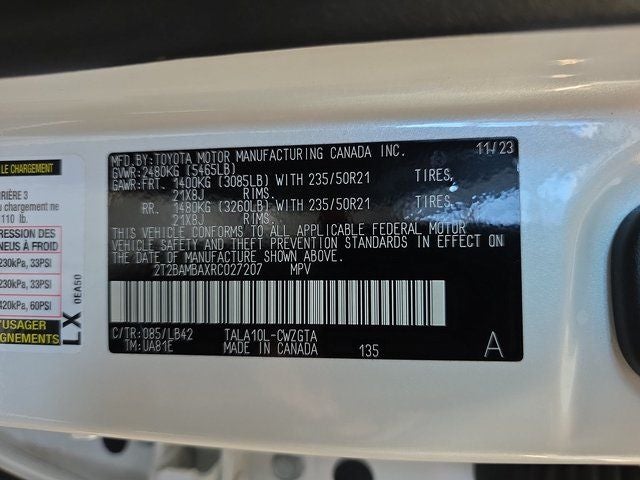 LE CHARGEMENT
RIÈRE 3
du chargement ne
110 lb.
RESSION DES
NEUS À FROID
230kPa, 33PSI
230kPa, 33PSI
420kPa, 60PSI
'USAGER
GNEMENTS
LX 0EA50
MFD.BY:TOYOTA MOTOR MANUFACTURING CANADA INC. 11/23
GVWR:2480KG (5465LB)
GAWR:FRT. 1400KG (3085LB) WITH 235/50R21 TIRES,
21X8J RIMS,
RR. 1480KG (3260LB) WITH 235/50R21 TIRES,
21X8J RIMS.
THIS VEHICLE CONFORMS TO ALL APPLICABLE FEDERAL MOTOR
VEHICLE SAFETY AND THEFT PREVENTION STANDARDS IN EFFECT ON
THE DATE OF MANUFACTURE SHOWN ABOVE.
2T2BAMBAXRC027207 MPV
C/TR:085/LB42 TALA10L-CWZGTA
TM:UA81E MADE IN CANADA 135 A